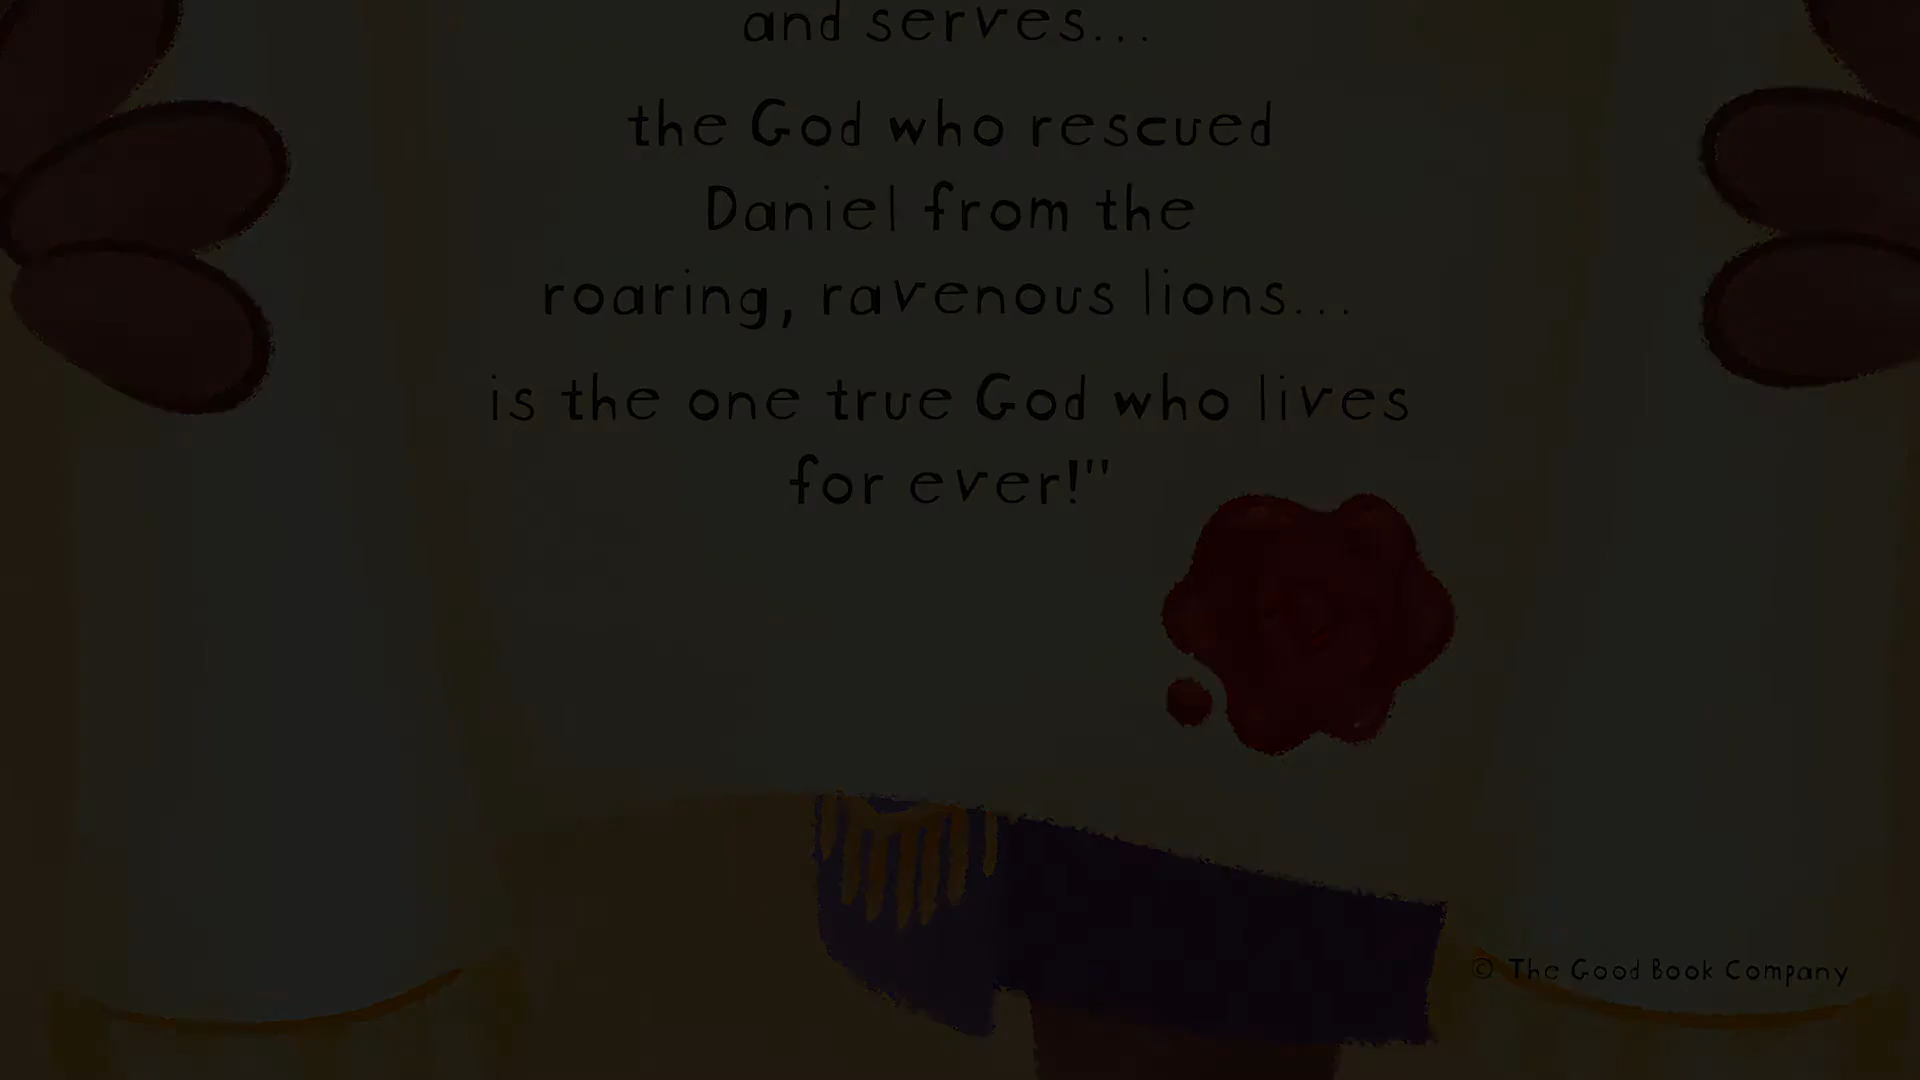 and serves...
the God who rescued
Daniel from the
roaring, ravenous lions...
is the one true God who lives
for ever!"
© The Good Book Company